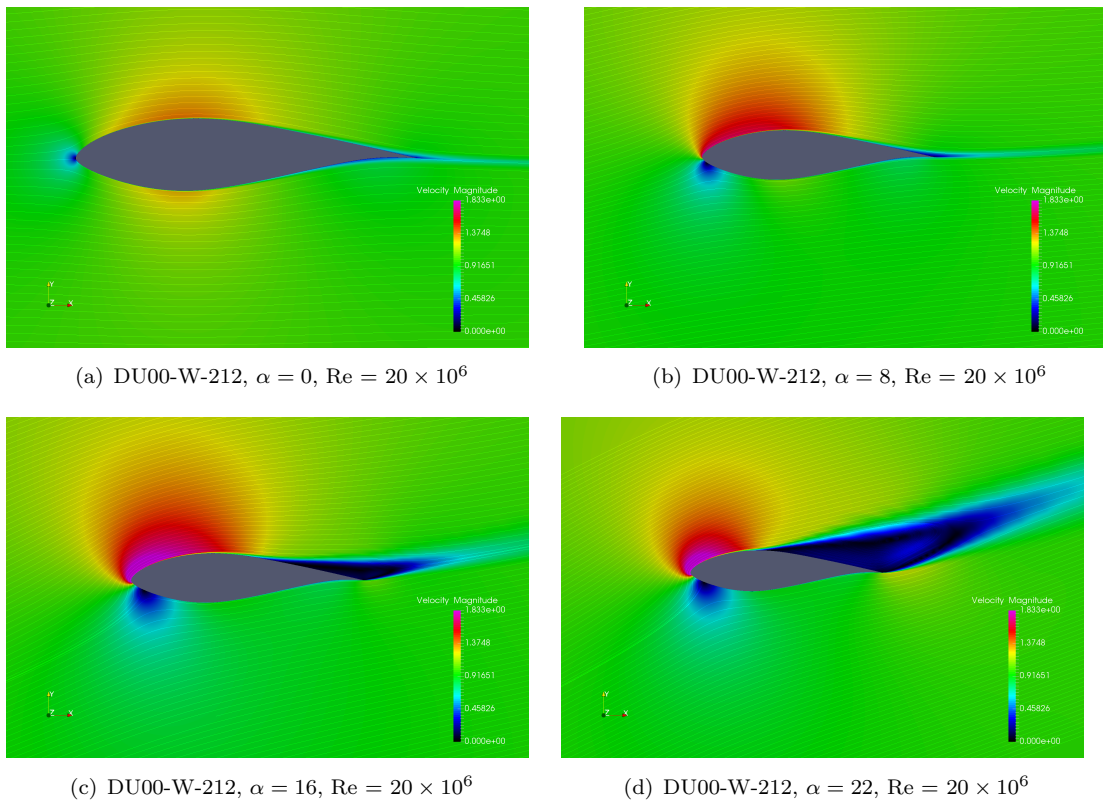 Velocity Magnitude
1.833e+00
1.3748
0.91651
0.45826
0.000e+00
Y
Z X
(a) DU00-W-212, α = 0, Re = 20 × 10⁶
Velocity Magnitude
1.833e+00
1.3748
0.91651
0.45826
0.000e+00
Y
Z X
(b) DU00-W-212, α = 8, Re = 20 × 10⁶
Velocity Magnitude
1.833e+00
1.3748
0.91651
0.45826
0.000e+00
Y
Z X
(c) DU00-W-212, α = 16, Re = 20 × 10⁶
Velocity Magnitude
1.833e+00
1.3748
0.91651
0.45826
0.000e+00
Y
Z X
(d) DU00-W-212, α = 22, Re = 20 × 10⁶